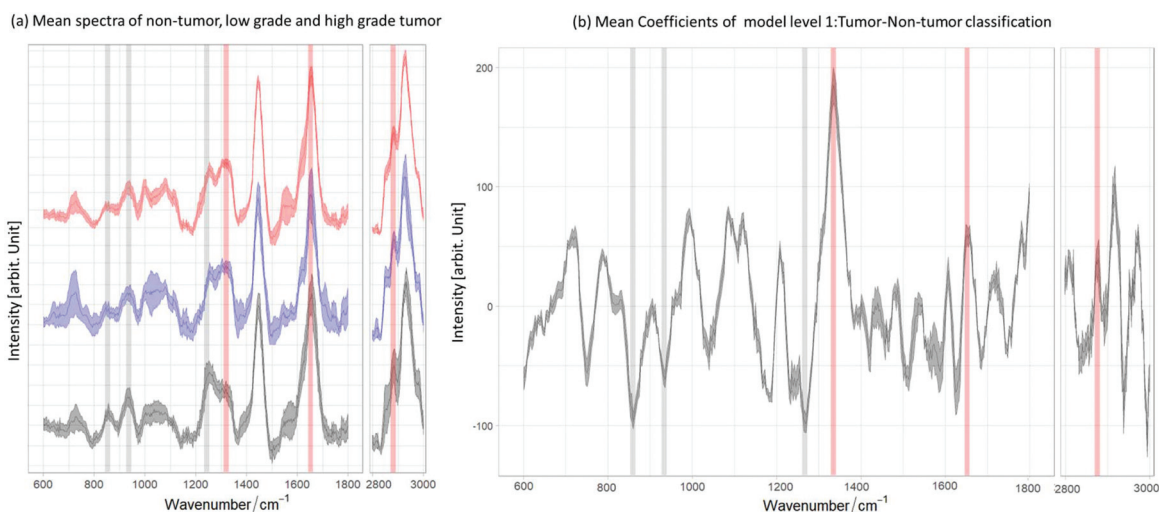 (a) Mean spectra of non-tumor, low grade and high grade tumor
Intensity [arbit. Unit]
600 800 1000 1200 1400 1600 1800 2800 3000
Wavenumber/cm⁻¹
(b) Mean Coefficients of model level 1:Tumor-Non-tumor classification
Intensity [arbit. Unit]
200
100
0
-100
600 800 1000 1200 1400 1600 1800 2800 3000
Wavenumber/cm⁻¹